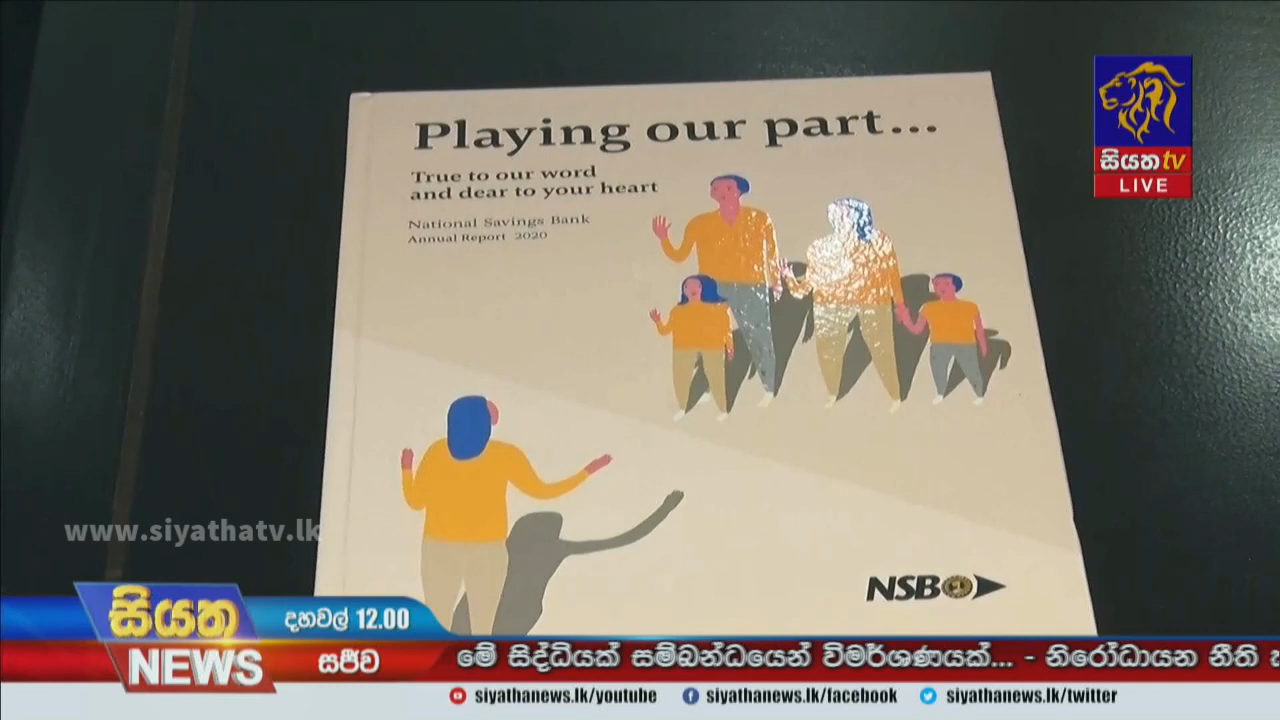 Playing our part...
True to our word
and dear to your heart
National Savings Bank
Annual Report 2020
NSB
සියත tv
LIVE
www.siyathatv.lk
සියත
NEWS
දහවල් 12.00
සජීව
මේ සිද්ධියක් සම්බන්ධයෙන් විමර්ශණයක්... - නිරෝධායන නීති
siyathanews.lk/youtube
siyathanews.lk/facebook
siyathanews.lk/twitter